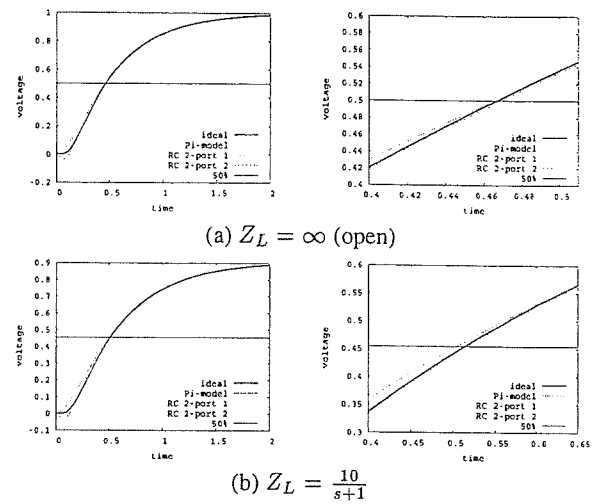 1
0.8
0.6
0.4
0.2
0
-0.2
voltage
0 0.5 1 1.5 2
time
ideal
Pi-model
RC 2-port 1
RC 2-port 2
50%
0.6
0.58
0.56
0.54
0.52
0.5
0.48
0.46
0.44
0.42
0.4
voltage
0.4 0.42 0.44 0.46 0.48 0.5
time
ideal
Pi-model
RC 2-port 1
RC 2-port 2
50%
(a) Z_L = ∞ (open)
0.9
0.8
0.7
0.6
0.5
0.4
0.3
0.2
0.1
0
-0.1
voltage
0 0.5 1 1.5 2
time
ideal
Pi-model
RC 2-port 1
RC 2-port 2
50%
0.6
0.55
0.5
0.45
0.4
0.35
0.3
voltage
0.4 0.45 0.5 0.55 0.6 0.65
time
ideal
Pi-model
RC 2-port 1
RC 2-port 2
50%
(b) Z_L = 10/(s+1)